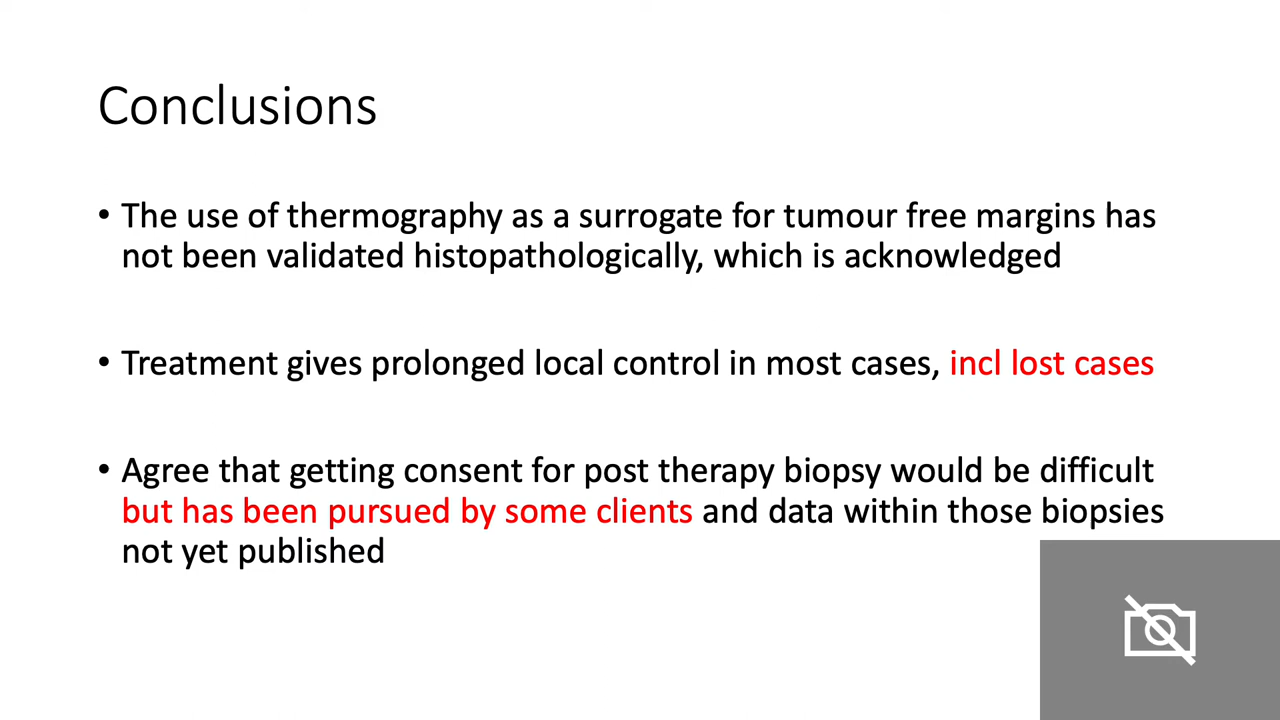 Conclusions
• The use of thermography as a surrogate for tumour free margins has
not been validated histopathologically, which is acknowledged
• Treatment gives prolonged local control in most cases, incl lost cases
• Agree that getting consent for post therapy biopsy would be difficult
but has been pursued by some clients and data within those biopsies
not yet published